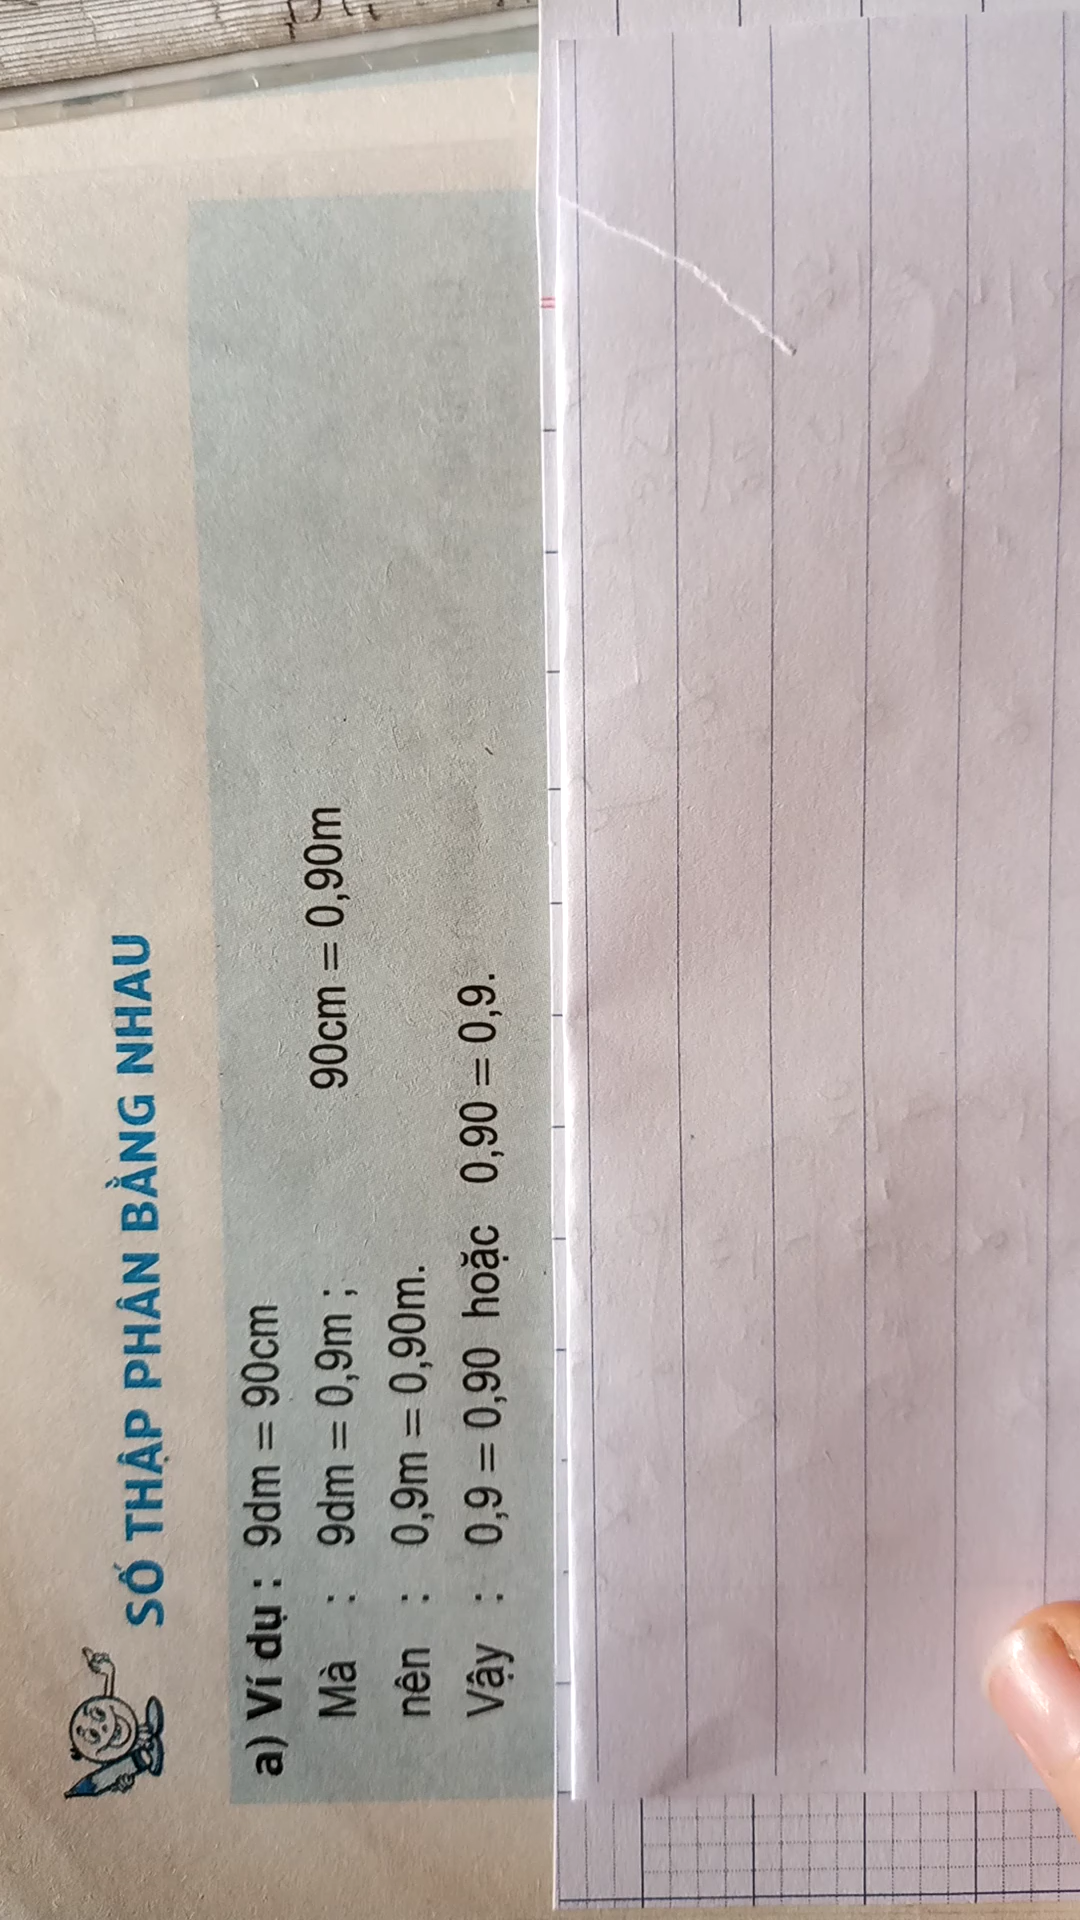 SỐ THẬP PHÂN BẰNG NHAU
a) Ví dụ : 9dm = 90cm
Mà : 9dm = 0,9m ; 90cm = 0,90m
nên : 0,9m = 0,90m.
Vậy : 0,9 = 0,90 hoặc 0,90 = 0,9.